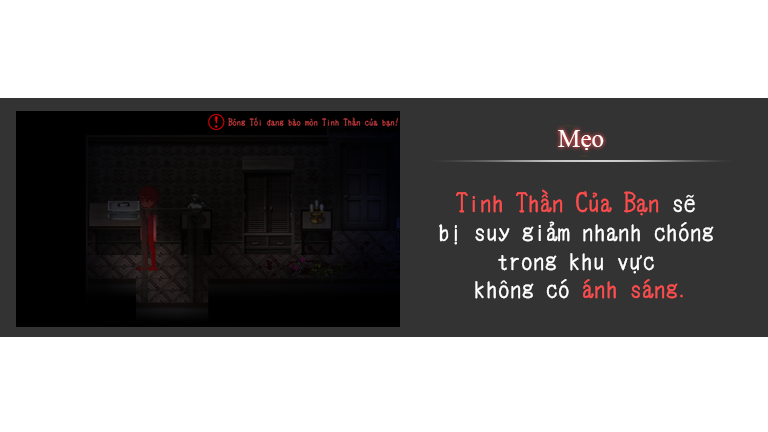 Bóng Tối đang bào mòn Tinh Thần của bạn!
Mẹo
Tinh Thần Của Bạn sẽ
bị suy giảm nhanh chóng
trong khu vực
không có ánh sáng.